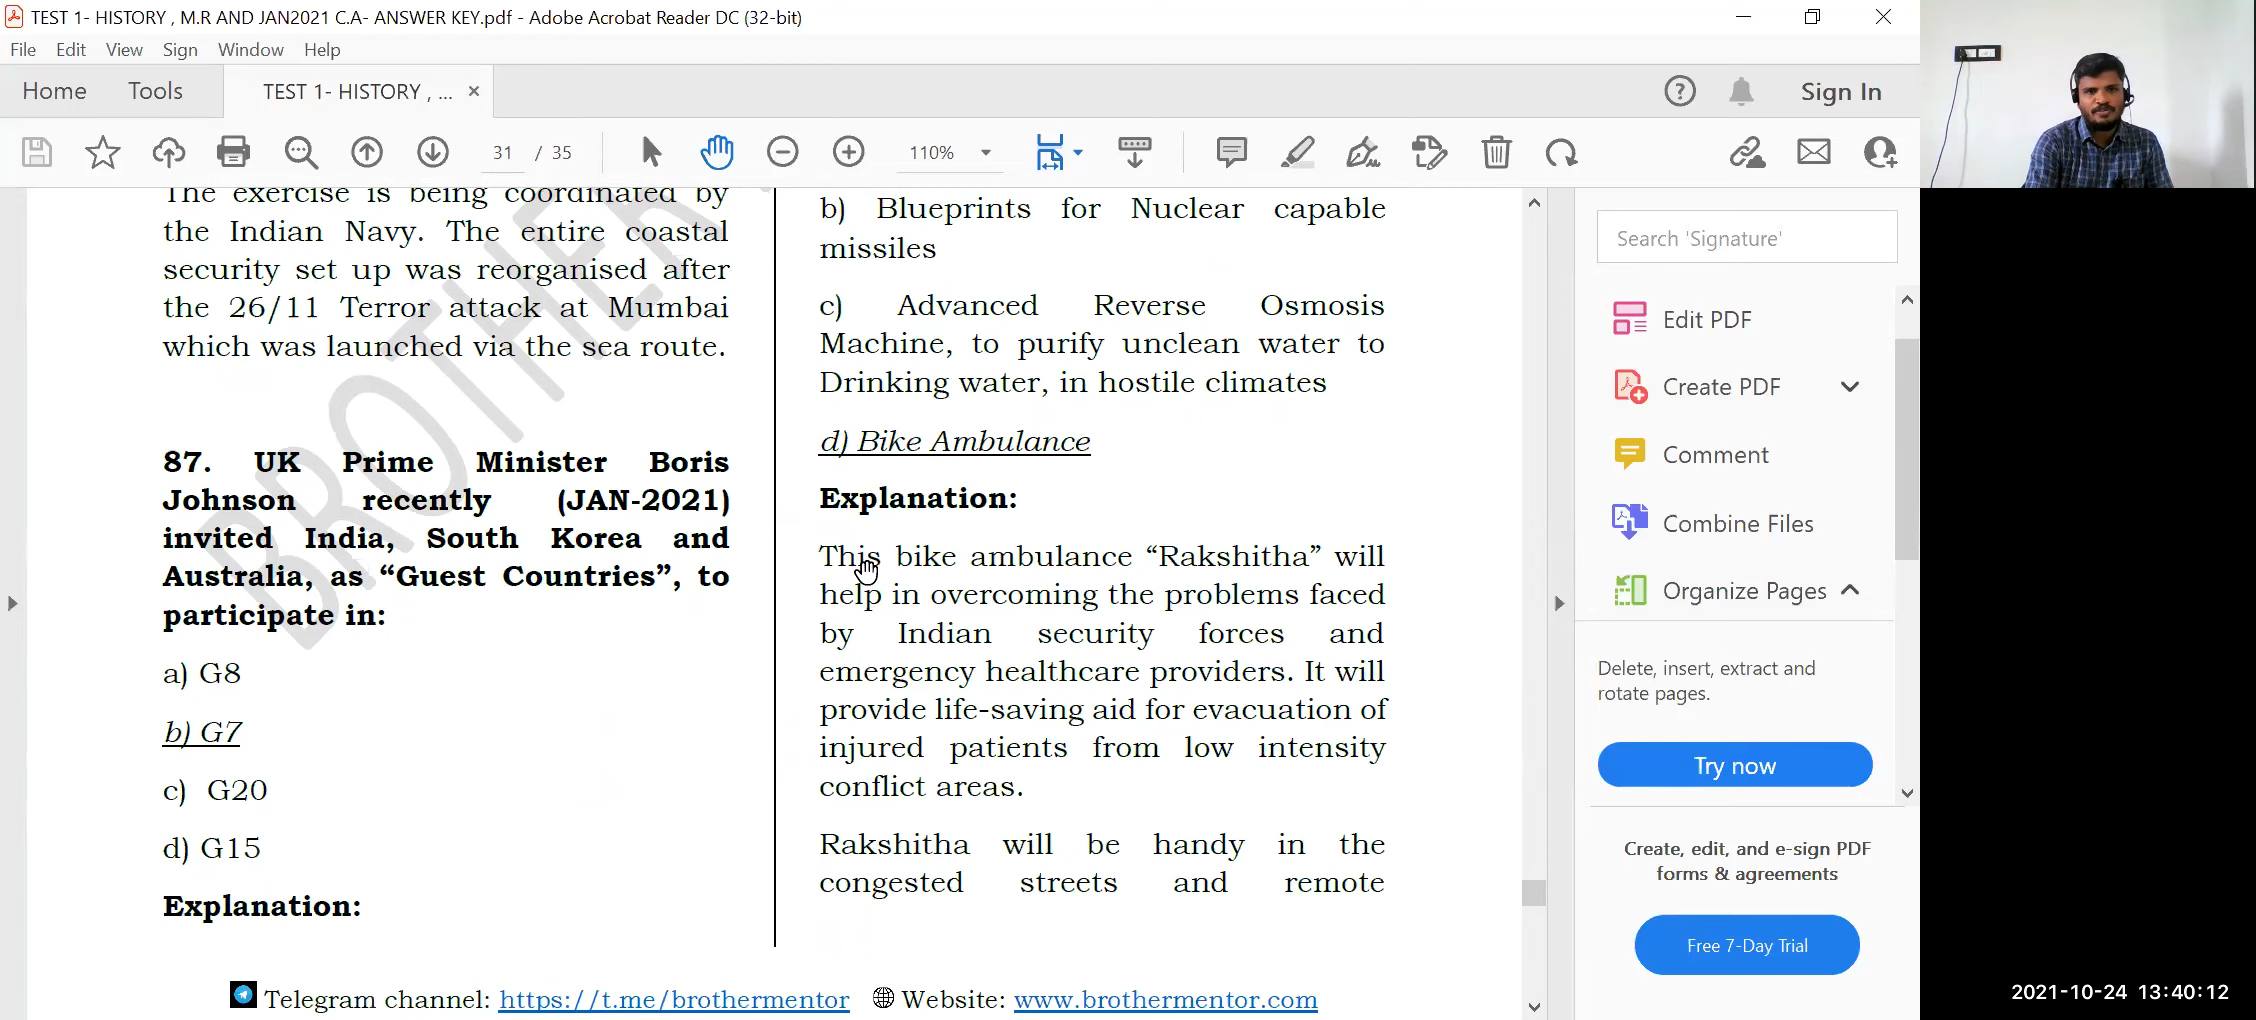 TEST 1- HISTORY , M.R AND JAN2021 C.A- ANSWER KEY.pdf - Adobe Acrobat Reader DC (32-bit)
File Edit View Sign Window Help
Home Tools TEST 1- HISTORY , ... × Sign In
31 / 35 110%
The exercise is being coordinated by
the Indian Navy. The entire coastal
security set up was reorganised after
the 26/11 Terror attack at Mumbai
which was launched via the sea route.
87. UK Prime Minister Boris
Johnson recently (JAN-2021)
invited India, South Korea and
Australia, as “Guest Countries”, to
participate in:
a) G8
b) G7
c) G20
d) G15
Explanation:
BROTHER
b) Blueprints for Nuclear capable
missiles
c) Advanced Reverse Osmosis
Machine, to purify unclean water to
Drinking water, in hostile climates
d) Bike Ambulance
Explanation:
This bike ambulance “Rakshitha” will
help in overcoming the problems faced
by Indian security forces and
emergency healthcare providers. It will
provide life-saving aid for evacuation of
injured patients from low intensity
conflict areas.
Rakshitha will be handy in the
congested streets and remote
Telegram channel: https://t.me/brothermentor Website: www.brothermentor.com
Search 'Signature'
Edit PDF
Create PDF
Comment
Combine Files
Organize Pages
Delete, insert, extract and
rotate pages.
Try now
Create, edit, and e-sign PDF
forms & agreements
Free 7-Day Trial
2021-10-24 13:40:12